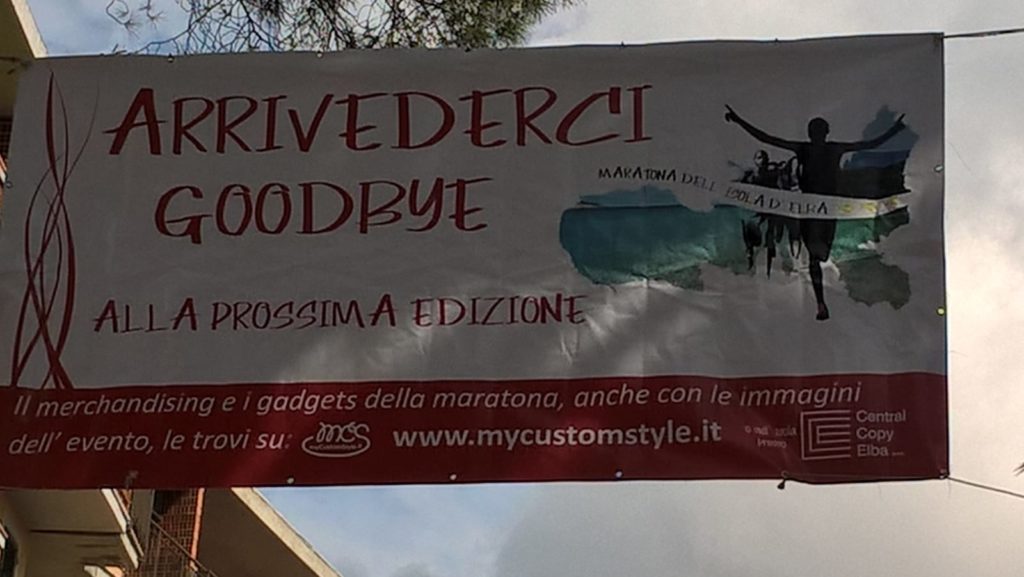 ARRIVEDERCI
GOODBYE
ALLA PROSSIMA EDIZIONE
MARATONA DELL'ISOLA D'ELBA
Il merchandising e i gadgets della maratona, anche con le immagini
dell' evento, le trovi su: mcs www.mycustomstyle.it
Central
Copy
Elba